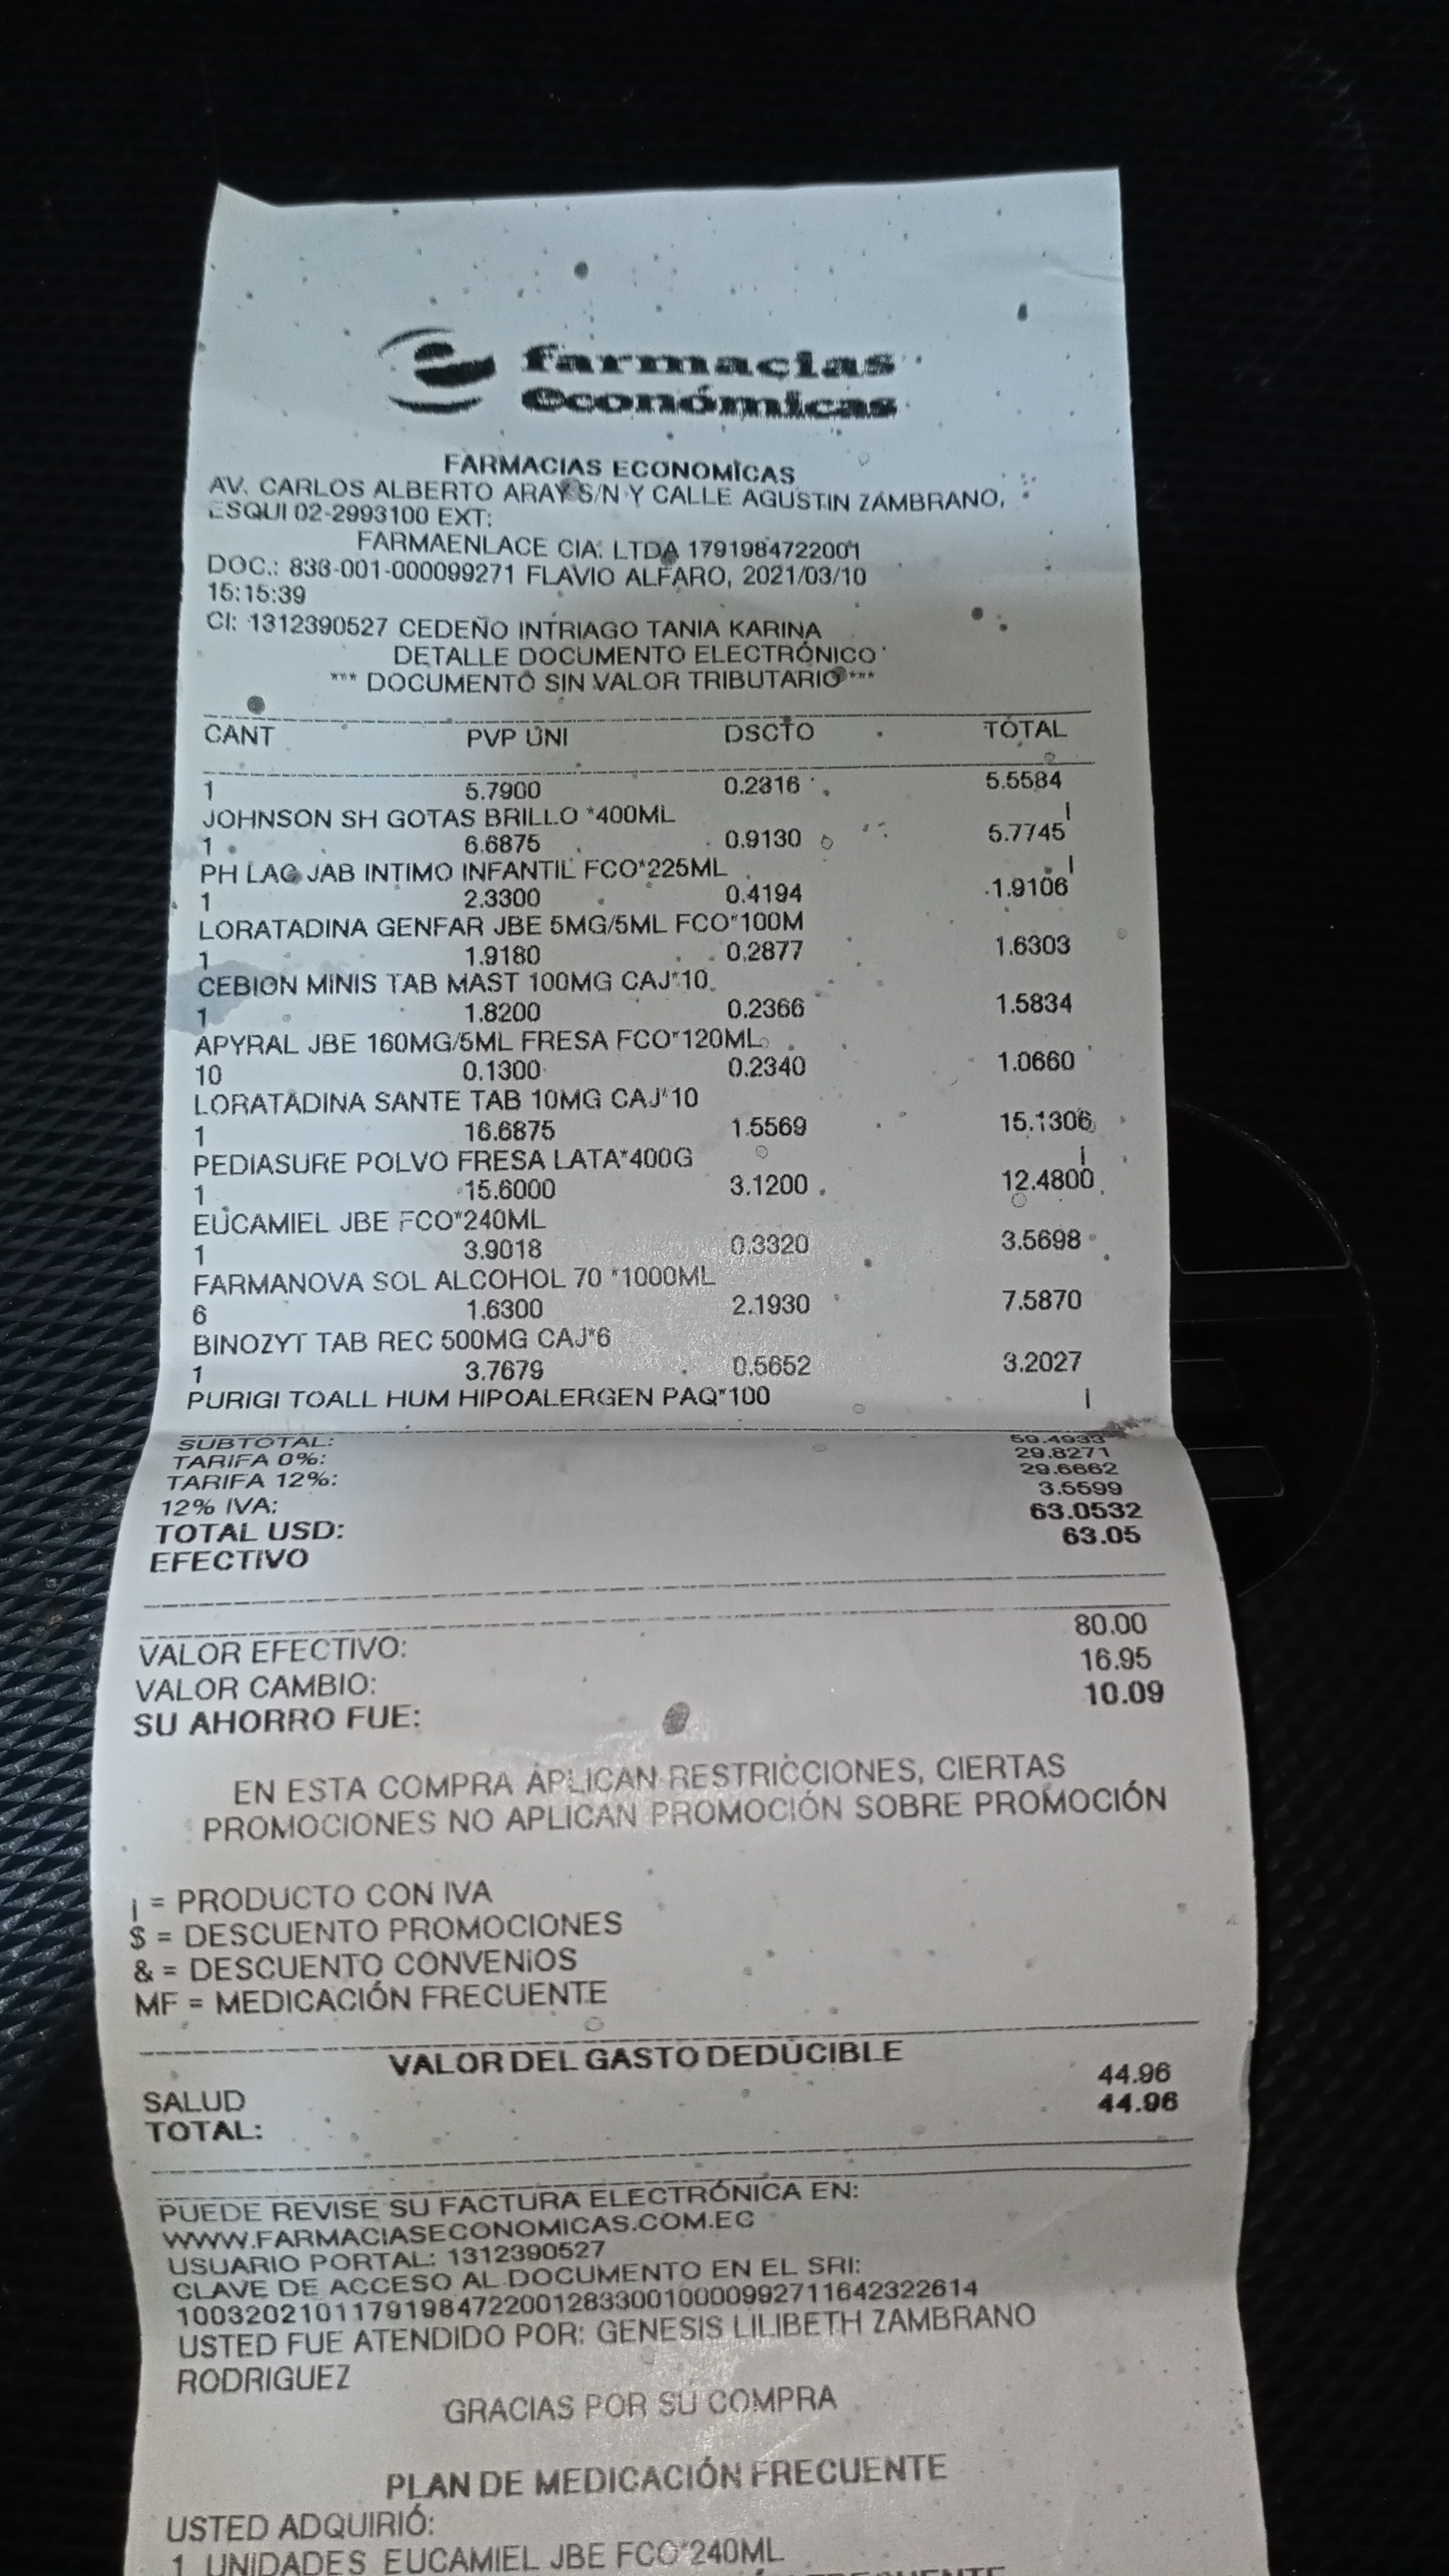 farmacias
económicas
FARMACIAS ECONOMICAS
AV. CARLOS ALBERTO ARAY S/N Y CALLE AGUSTIN ZAMBRANO,
ESQUI 02-2993100 EXT:
FARMAENLACE CIA. LTDA 1791984722001
DOC.: 833-001-000099271 FLAVIO ALFARO, 2021/03/10
15:15:39
CI: 1312390527 CEDEÑO INTRIAGO TANIA KARINA
DETALLE DOCUMENTO ELECTRÓNICO
*** DOCUMENTO SIN VALOR TRIBUTARIO ***
CANT PVP UNI DSCTO TOTAL
1 5.7900 0.2316 5.5584
JOHNSON SH GOTAS BRILLO *400ML I
1 6.6875 0.9130 5.7745
PH LAC JAB INTIMO INFANTIL FCO*225ML I
1 2.3300 0.4194 1.9106
LORATADINA GENFAR JBE 5MG/5ML FCO*100M
1 1.9180 0.2877 1.6303
CEBION MINIS TAB MAST 100MG CAJ*10
1 1.8200 0.2366 1.5834
APYRAL JBE 160MG/5ML FRESA FCO*120ML
10 0.1300 0.2340 1.0660
LORATADINA SANTE TAB 10MG CAJ*10
1 16.6875 1.5569 15.1306
PEDIASURE POLVO FRESA LATA*400G I
1 15.6000 3.1200 12.4800
EUCAMIEL JBE FCO*240ML
1 3.9018 0.3320 3.5698
FARMANOVA SOL ALCOHOL 70 *1000ML
6 1.6300 2.1930 7.5870
BINOZYT TAB REC 500MG CAJ*6
1 3.7679 0.5652 3.2027
PURIGI TOALL HUM HIPOALERGEN PAQ*100 I
SUBTOTAL: 59.4933
TARIFA 0%: 29.8271
TARIFA 12%: 29.6662
12% IVA: 3.5599
TOTAL USD: 63.0532
EFECTIVO 63.05
VALOR EFECTIVO: 80.00
VALOR CAMBIO: 16.95
SU AHORRO FUE: 10.09
EN ESTA COMPRA APLICAN RESTRICCIONES, CIERTAS
PROMOCIONES NO APLICAN PROMOCIÓN SOBRE PROMOCIÓN
I = PRODUCTO CON IVA
$ = DESCUENTO PROMOCIONES
& = DESCUENTO CONVENIOS
MF = MEDICACIÓN FRECUENTE
VALOR DEL GASTO DEDUCIBLE
SALUD 44.96
TOTAL: 44.96
PUEDE REVISE SU FACTURA ELECTRÓNICA EN:
WWW.FARMACIASECONOMICAS.COM.EC
USUARIO PORTAL: 1312390527
CLAVE DE ACCESO AL DOCUMENTO EN EL SRI:
1003202101179198472200128330010000992711642322614
USTED FUE ATENDIDO POR: GENESIS LILIBETH ZAMBRANO
RODRIGUEZ
GRACIAS POR SU COMPRA
PLAN DE MEDICACIÓN FRECUENTE
USTED ADQUIRIÓ:
1 UNIDADES EUCAMIEL JBE FCO*240ML